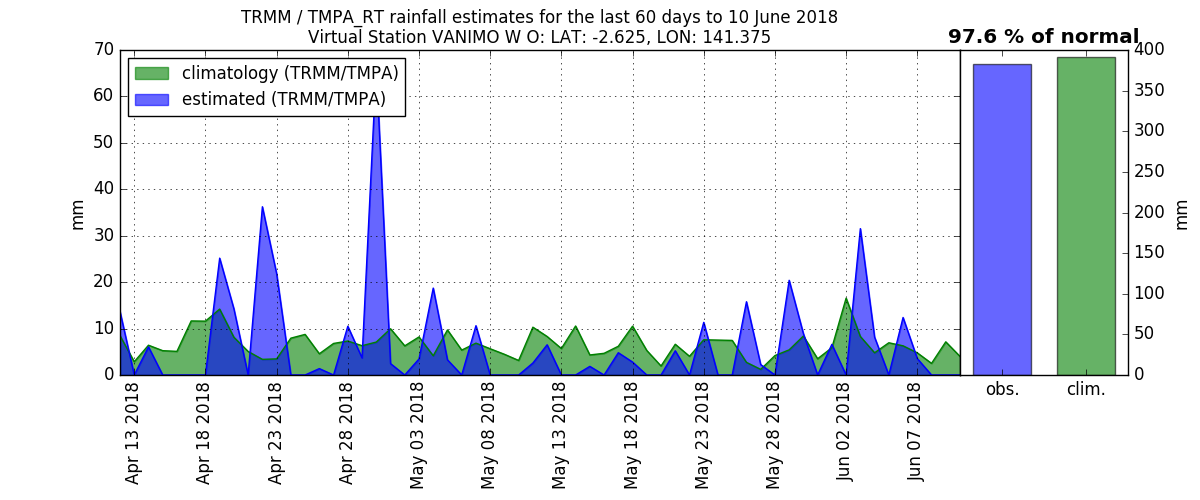 TRMM / TMPA_RT rainfall estimates for the last 60 days to 10 June 2018
Virtual Station VANIMO W O: LAT: -2.625, LON: 141.375
97.6 % of normal
climatology (TRMM/TMPA)
estimated (TRMM/TMPA)
mm
70
60
50
40
30
20
10
0
Apr 13 2018
Apr 18 2018
Apr 23 2018
Apr 28 2018
May 03 2018
May 08 2018
May 13 2018
May 18 2018
May 23 2018
May 28 2018
Jun 02 2018
Jun 07 2018
obs.
clim.
400
350
300
250
200
150
100
50
0
mm